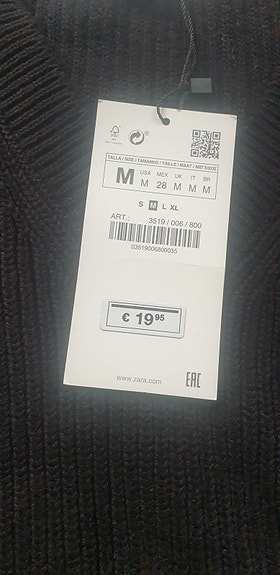 TALLA / SIZE / TAMANHO / TAILLE / MAAT / ΜΕΓΕΘΟΣ
M
USA MEX UK IT BR
M 28 M M M
S M L XL
ART.: 3519 / 006 / 800
03519006800035
€ 19 95
www.zara.com
EAC